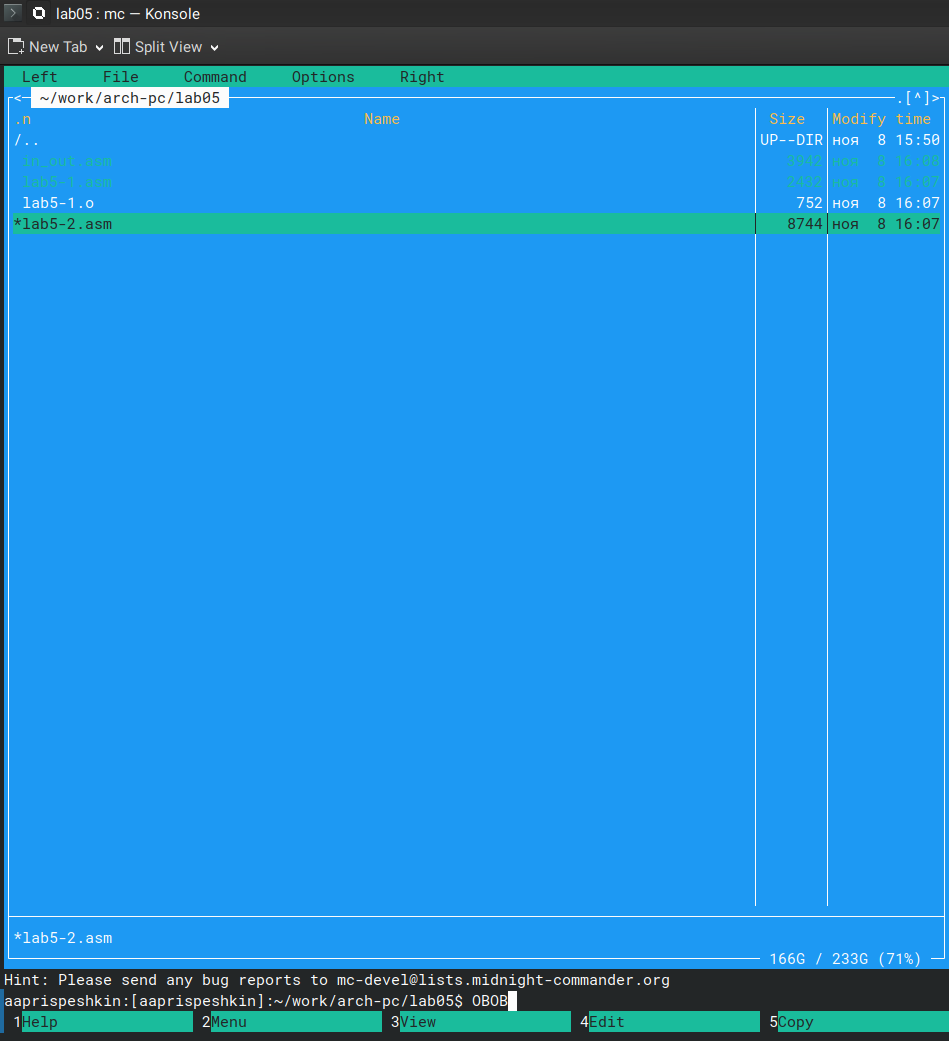 lab05 : mc — Konsole
New Tab Split View
Left File Command Options Right
<─ ~/work/arch-pc/lab05 ─.[^]>
.n Name Size Modify time
/.. UP--DIR ноя 8 15:50
in_out.asm 3942 ноя 8 16:08
lab5-1.asm 2432 ноя 8 16:07
lab5-1.o 752 ноя 8 16:07
*lab5-2.asm 8744 ноя 8 16:07
*lab5-2.asm
166G / 233G (71%)
Hint: Please send any bug reports to mc-devel@lists.midnight-commander.org
aaprispeshkin:[aaprispeshkin]:~/work/arch-pc/lab05$ OBOB
1Help 2Menu 3View 4Edit 5Copy